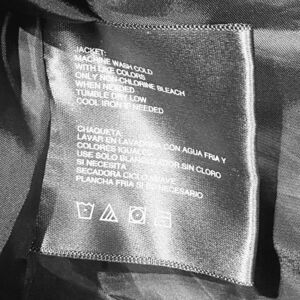 JACKET:
MACHINE WASH COLD
WITH LIKE COLORS
ONLY NON-CHLORINE BLEACH
WHEN NEEDED
TUMBLE DRY LOW
COOL IRON IF NEEDED
CHAQUETA:
LAVAR EN LAVADORA CON AGUA FRIA Y
COLORES IGUALES
USE SOLO BLANQUEADOR SIN CLORO
SI NECESITA
SECADORA CICLO SUAVE
PLANCHA FRIA SI ES NECESARIO